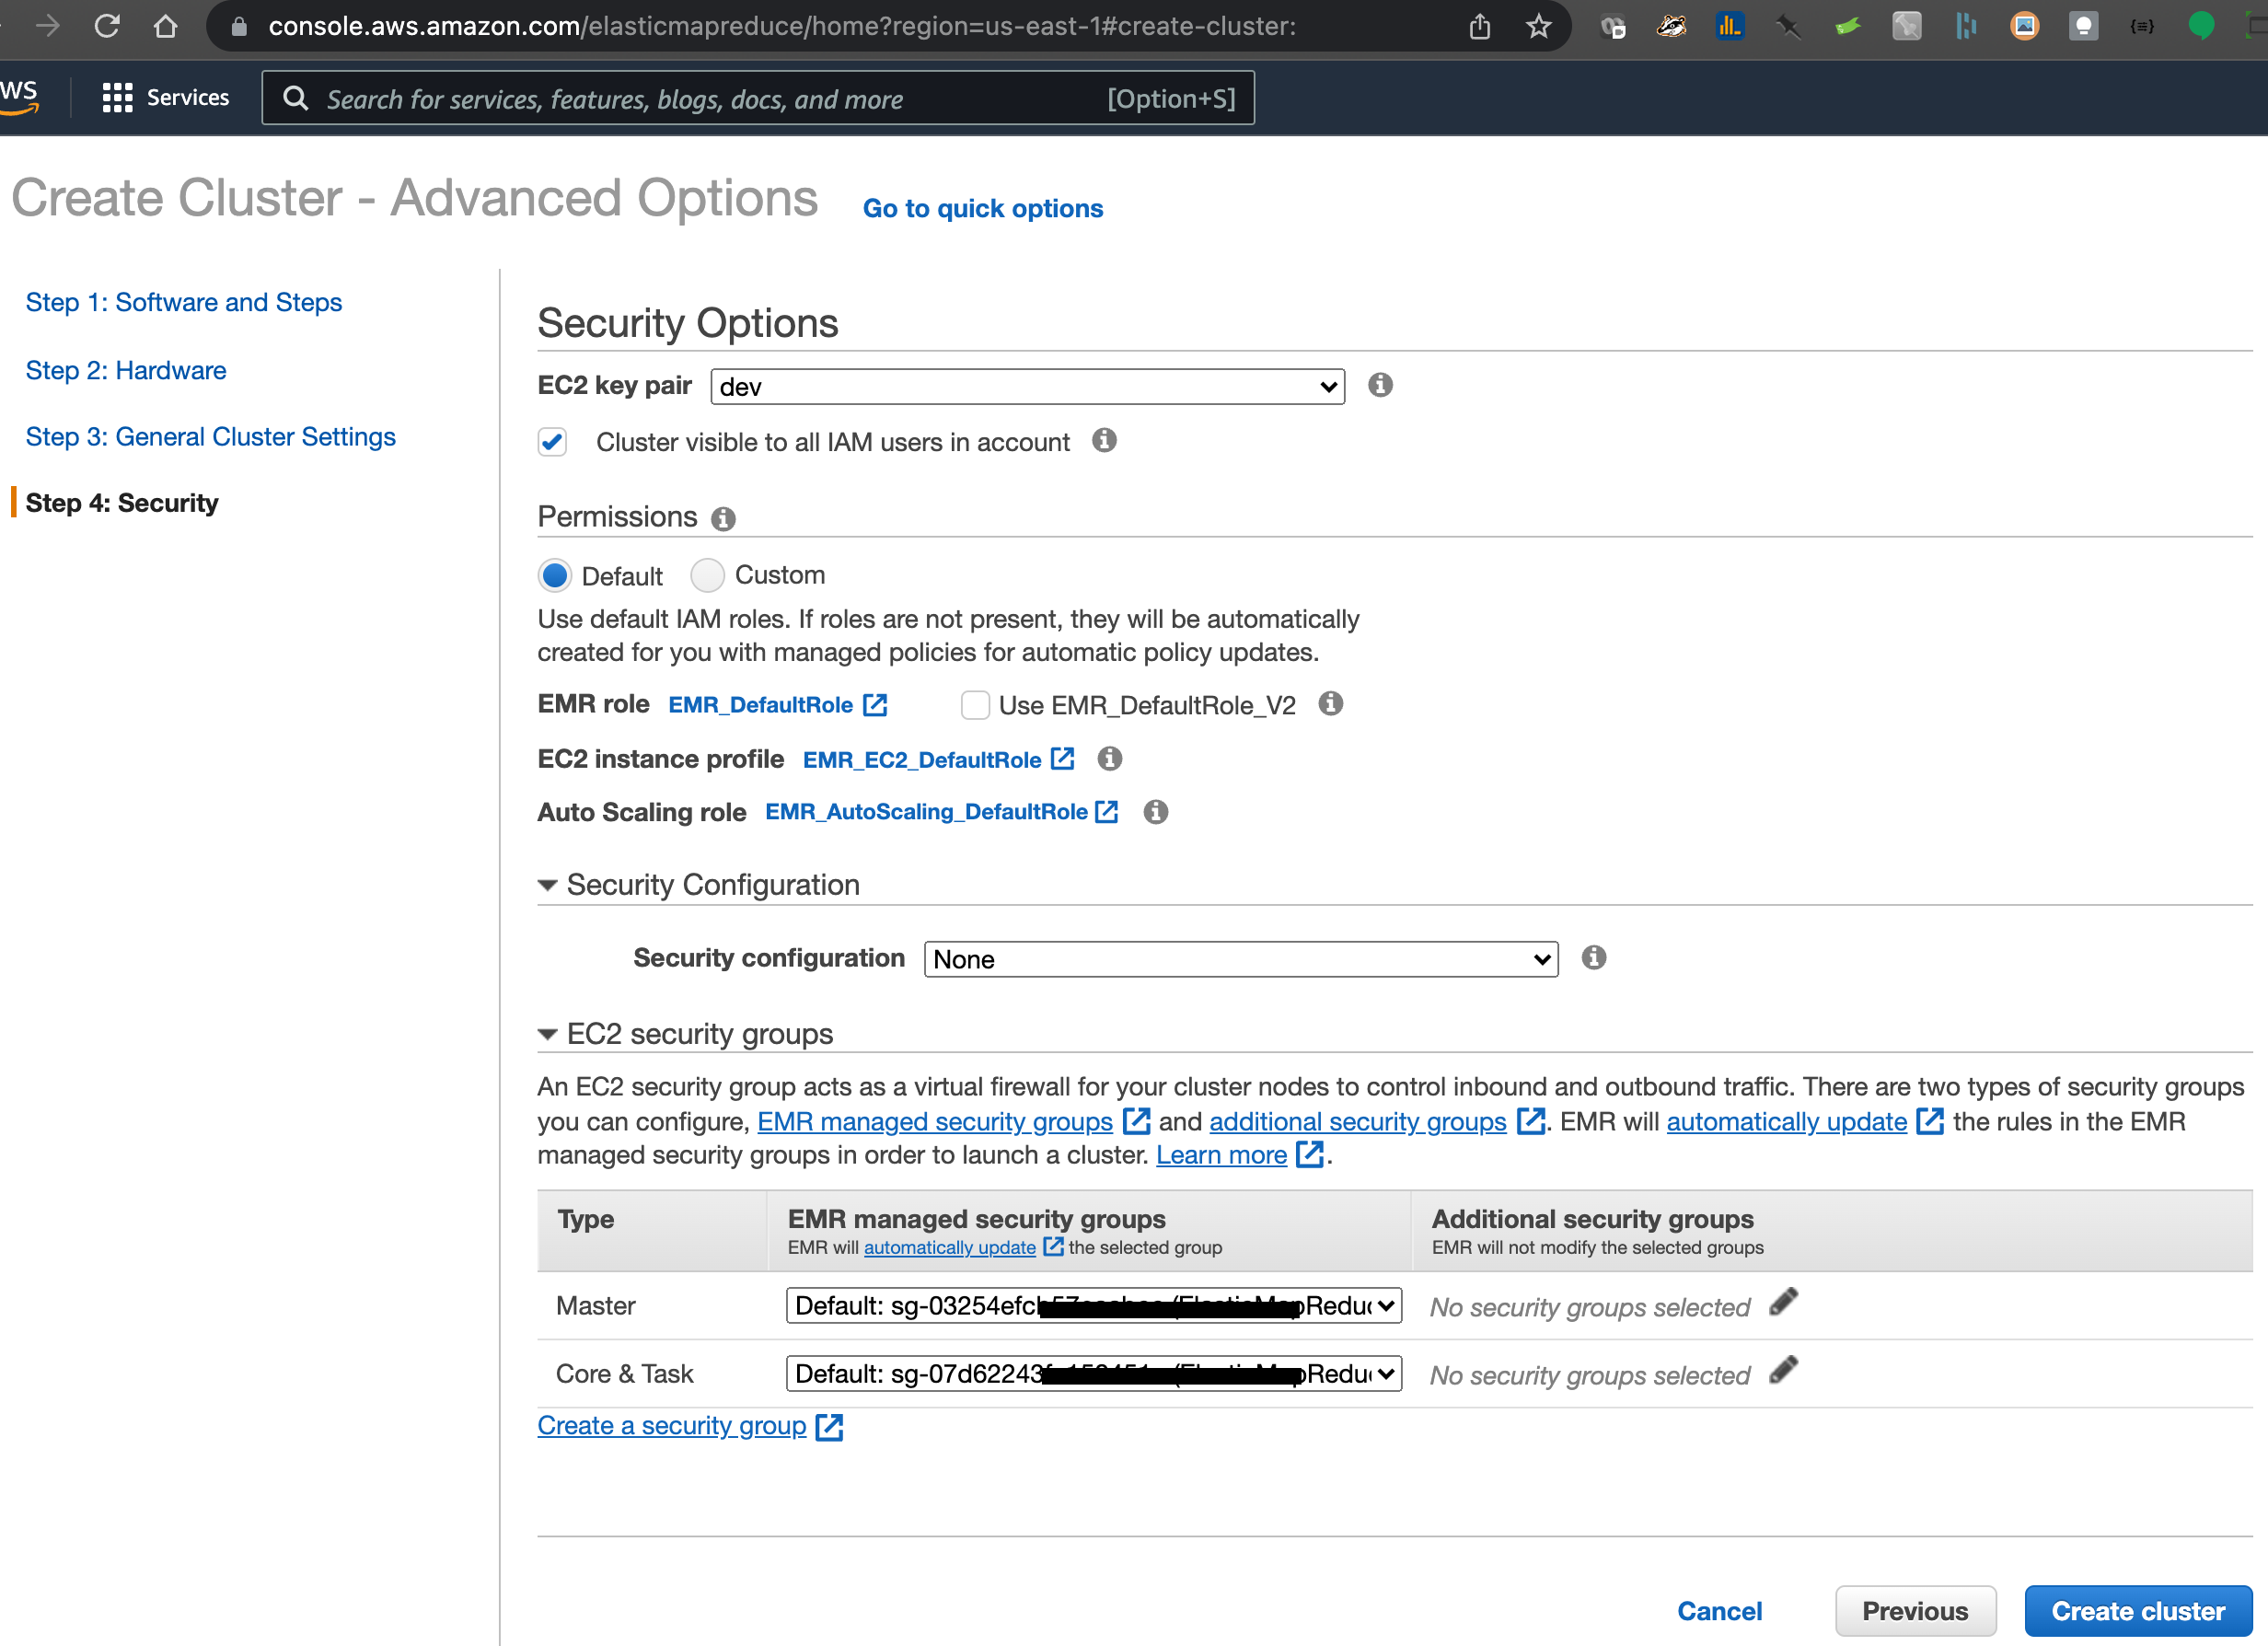 console.aws.amazon.com/elasticmapreduce/home?region=us-east-1#create-cluster:
WS
Services
Search for services, features, blogs, docs, and more [Option+S]
Create Cluster - Advanced Options Go to quick options
Step 1: Software and Steps
Step 2: Hardware
Step 3: General Cluster Settings
Step 4: Security
Security Options
EC2 key pair dev
Cluster visible to all IAM users in account
Permissions
Default Custom
Use default IAM roles. If roles are not present, they will be automatically
created for you with managed policies for automatic policy updates.
EMR role EMR_DefaultRole Use EMR_DefaultRole_V2
EC2 instance profile EMR_EC2_DefaultRole
Auto Scaling role EMR_AutoScaling_DefaultRole
Security Configuration
Security configuration None
EC2 security groups
An EC2 security group acts as a virtual firewall for your cluster nodes to control inbound and outbound traffic. There are two types of security groups
you can configure, EMR managed security groups and additional security groups . EMR will automatically update the rules in the EMR
managed security groups in order to launch a cluster. Learn more .
Type EMR managed security groups Additional security groups
EMR will automatically update the selected group EMR will not modify the selected groups
Master Default: No security groups selected
Core & Task Default: No security groups selected
Create a security group
Cancel Previous Create cluster